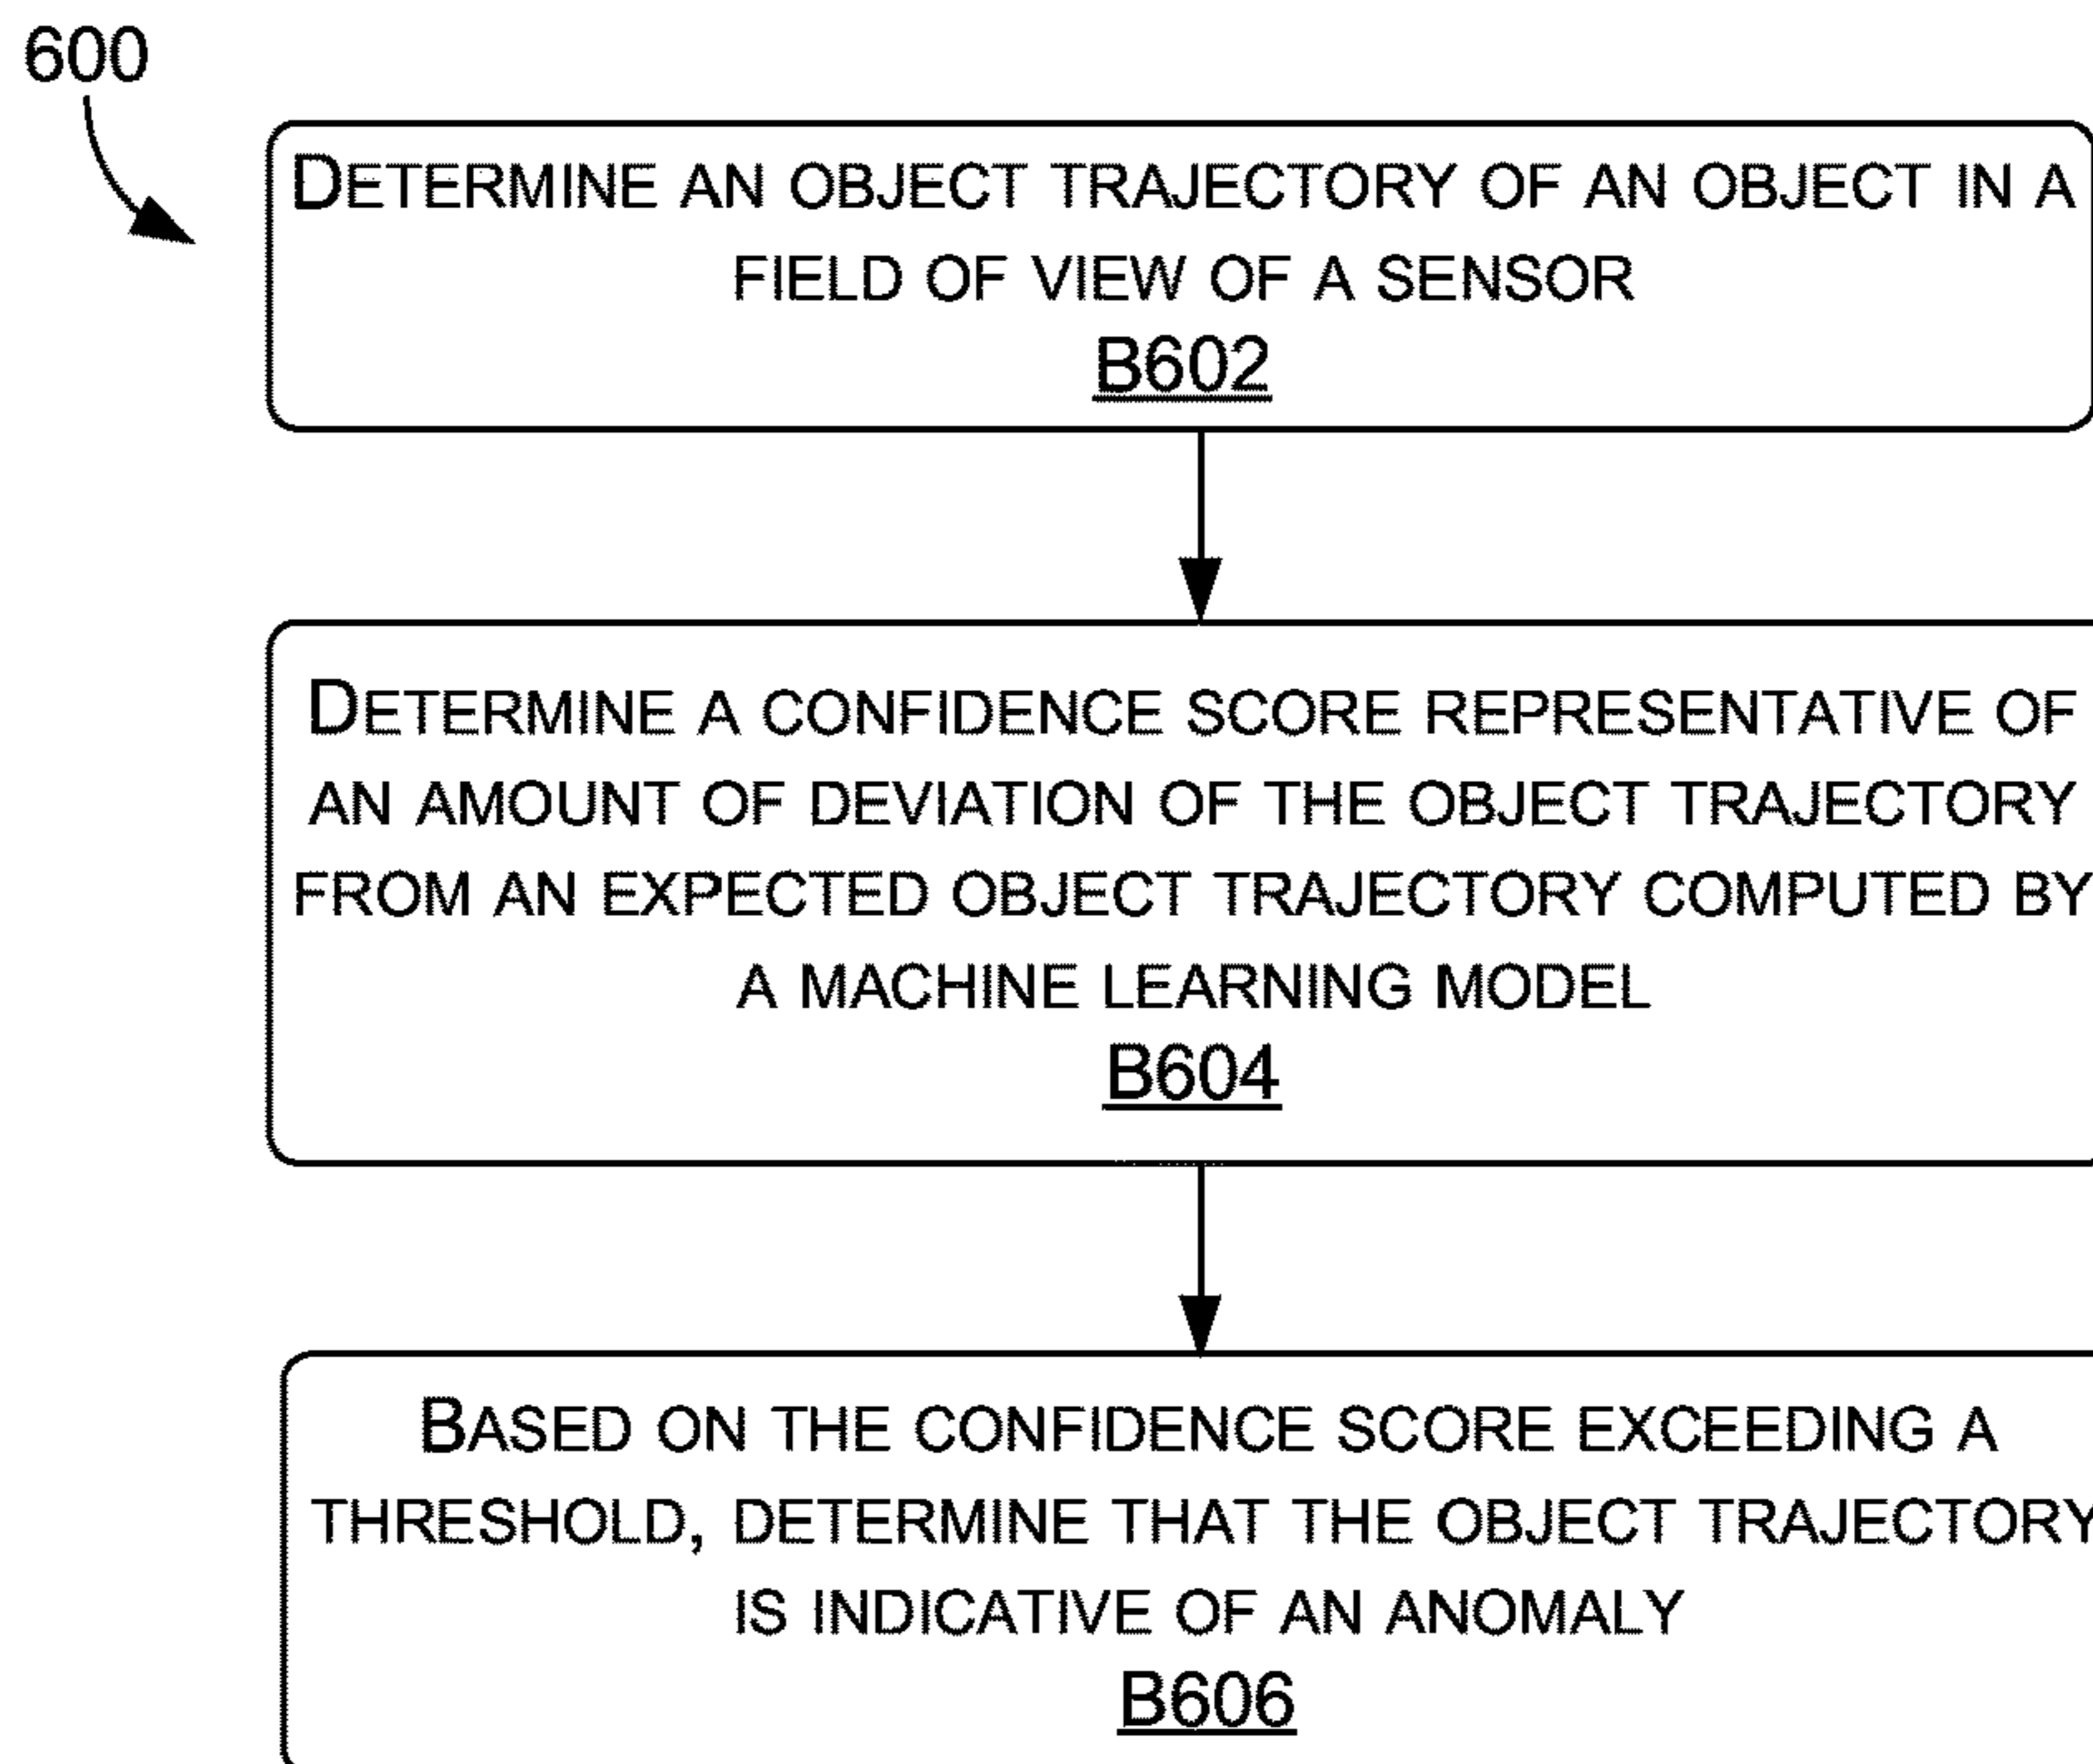 600
DETERMINE AN OBJECT TRAJECTORY OF AN OBJECT IN A
FIELD OF VIEW OF A SENSOR
B602
DETERMINE A CONFIDENCE SCORE REPRESENTATIVE OF
AN AMOUNT OF DEVIATION OF THE OBJECT TRAJECTORY
FROM AN EXPECTED OBJECT TRAJECTORY COMPUTED BY
A MACHINE LEARNING MODEL
B604
BASED ON THE CONFIDENCE SCORE EXCEEDING A
THRESHOLD, DETERMINE THAT THE OBJECT TRAJECTORY
IS INDICATIVE OF AN ANOMALY
B606